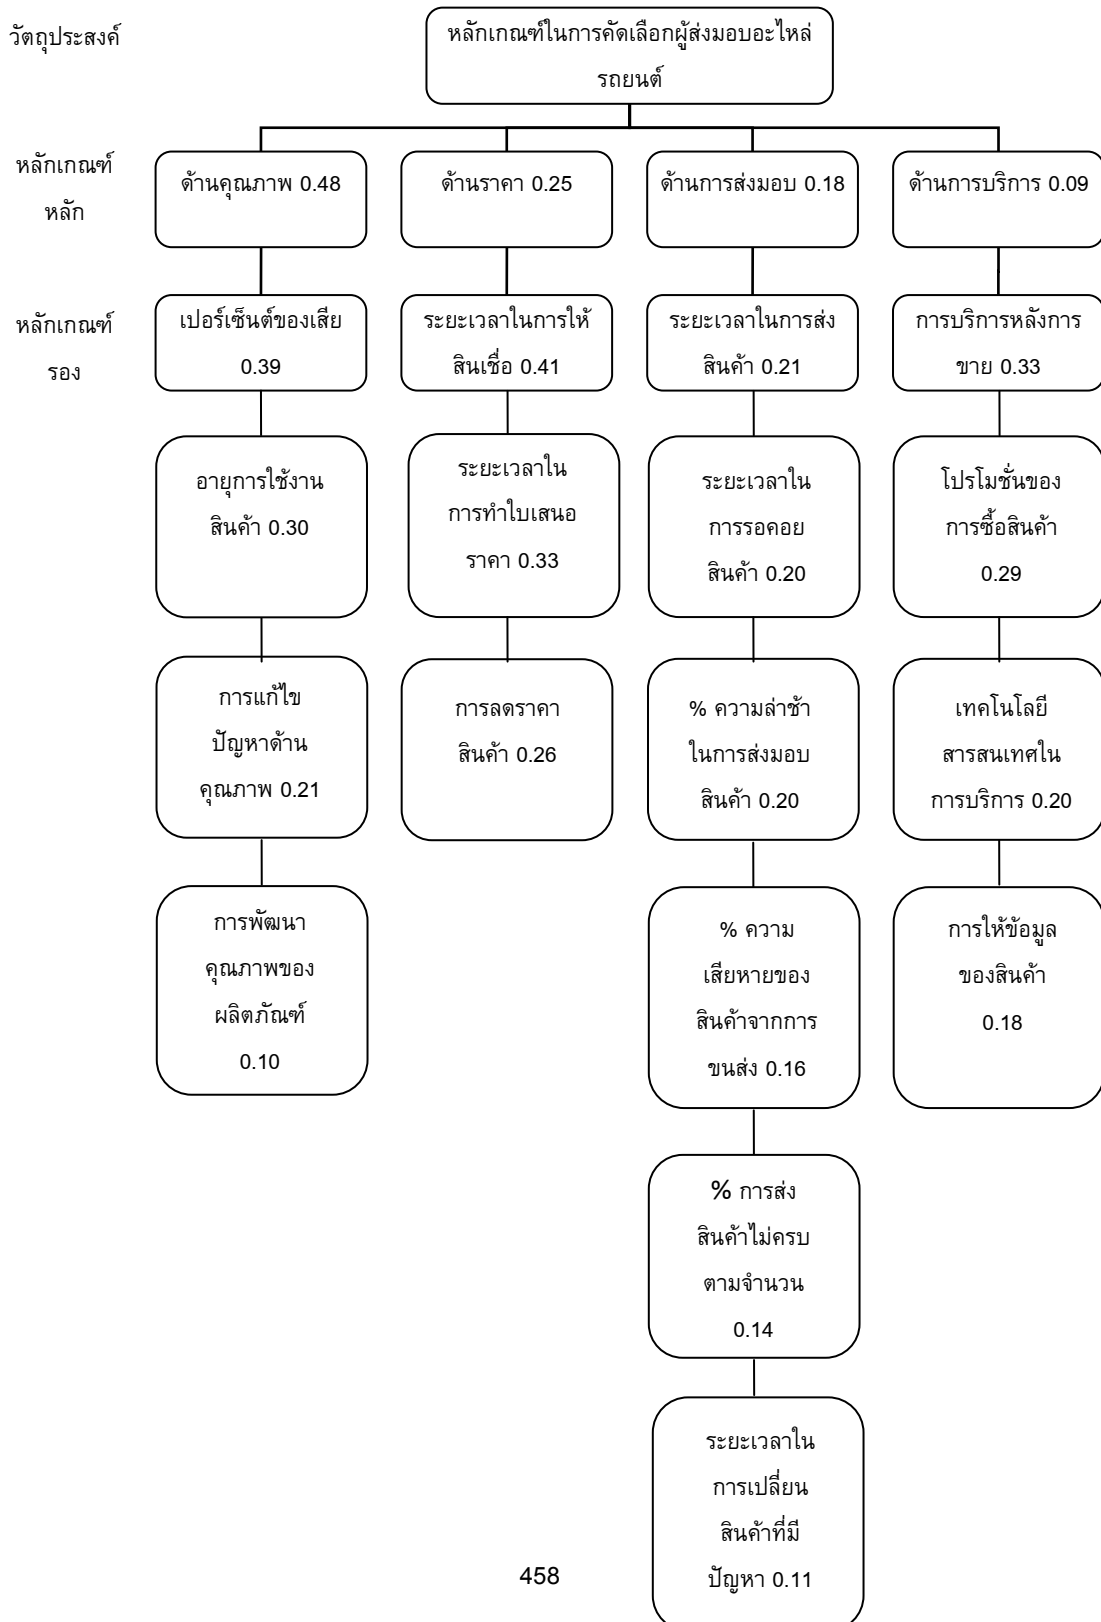 วัตถุประสงค์
หลักเกณฑ์ในการคัดเลือกผู้ส่งมอบอะไหล่
รถยนต์
หลักเกณฑ์
หลัก
ด้านคุณภาพ 0.48
ด้านราคา 0.25
ด้านการส่งมอบ 0.18
ด้านการบริการ 0.09
หลักเกณฑ์
รอง
เปอร์เซ็นต์ของเสีย
0.39
ระยะเวลาในการให้
สินเชื่อ 0.41
ระยะเวลาในการส่ง
สินค้า 0.21
การบริการหลังการ
ขาย 0.33
อายุการใช้งาน
สินค้า 0.30
ระยะเวลาใน
การทำใบเสนอ
ราคา 0.33
ระยะเวลาใน
การรอคอย
สินค้า 0.20
โปรโมชั่นของ
การซื้อสินค้า
0.29
การแก้ไข
ปัญหาด้าน
คุณภาพ 0.21
การลดราคา
สินค้า 0.26
% ความล่าช้า
ในการส่งมอบ
สินค้า 0.20
เทคโนโลยี
สารสนเทศใน
การบริการ 0.20
การพัฒนา
คุณภาพของ
ผลิตภัณฑ์
0.10
% ความ
เสียหายของ
สินค้าจากการ
ขนส่ง 0.16
การให้ข้อมูล
ของสินค้า
0.18
% การส่ง
สินค้าไม่ครบ
ตามจำนวน
0.14
ระยะเวลาใน
การเปลี่ยน
สินค้าที่มี
ปัญหา 0.11
458